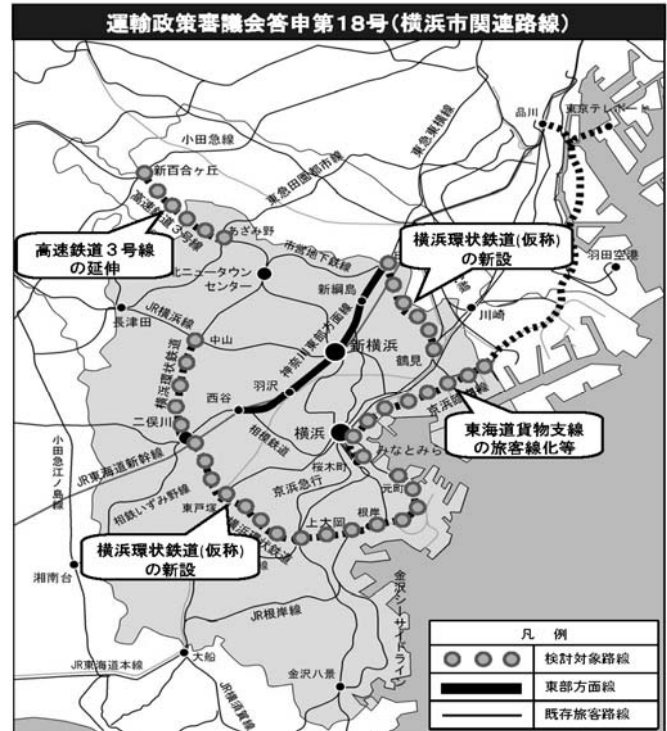 運輸政策審議会答申第18号(横浜市関連路線)
品川
東京テレポート
小田急線
東急東横線
新百合ヶ丘
東急田園都市線
高速鉄道3号線
あざみ野
高速鉄道3号線
の延伸
市営地下鉄線
横浜環状鉄道(仮称)
の新設
羽田空港
北ニュータウン
センター
新綱島
川崎
長津田
JR横浜線
中山
神奈川東部方面線
新横浜
鶴見
横浜環状鉄道
羽沢
西谷
京浜臨
線
二俣川
横浜
東海道貨物支線
の旅客線化等
相模鉄道
みなとみら
小田急江ノ島線
JR東海道新幹線
桜木町
京浜急行
元町
相鉄いずみ野線
東戸塚
根岸
上大岡
横浜環状鉄道(仮称)
の新設
横浜環状鉄道
線
湘南台
金沢シーサイドライン
JR根岸線
凡 例
検討対象路線
東部方面線
既存旅客路線
JR東海道本線
大船
JR横須賀線
金沢八景